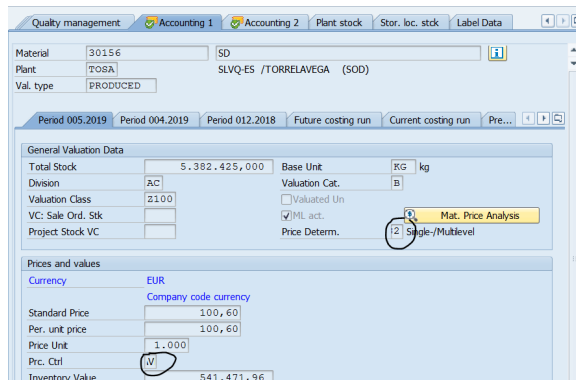 Quality management Accounting 1 Accounting 2 Plant stock Stor. loc. stck Label Data
Material 30156 SD
Plant TOSA SLVQ-ES /TORRELAVEGA (SOD)
Val. type PRODUCED
Period 005.2019 Period 004.2019 Period 012.2018 Future costing run Current costing run Pre...
General Valuation Data
Total Stock 5.382.425,000 Base Unit KG kg
Division AC Valuation Cat. B
Valuation Class Z100 Valuated Un
VC: Sale Ord. Stk ML act. Mat. Price Analysis
Project Stock VC Price Determ. 2 Single-/Multilevel
Prices and values
Currency EUR
Company code currency
Standard Price 100,60
Per. unit price 100,60
Price Unit 1.000
Prc. Ctrl V
Inventory Value 541.471,96